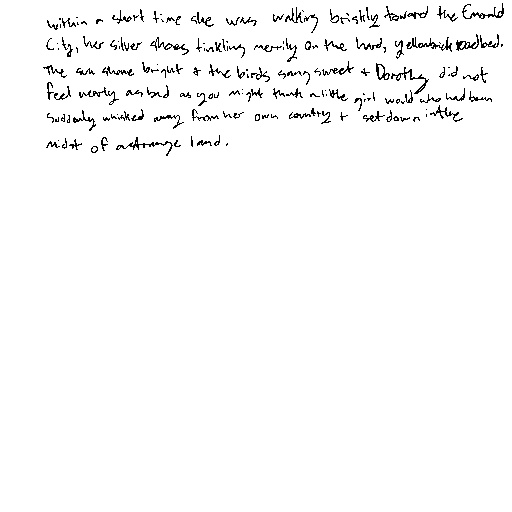 within a short time she was walking briskly toward the Emerald
City, her silver shoes tinkling merrily on the hard, yellow brick roadbed.
The sun shone bright + the birds sang sweet + Dorothy did not
feel nearly as bad as you might think a little girl would who had been
suddenly whisked away from her own country + set down in the
midst of a strange land.